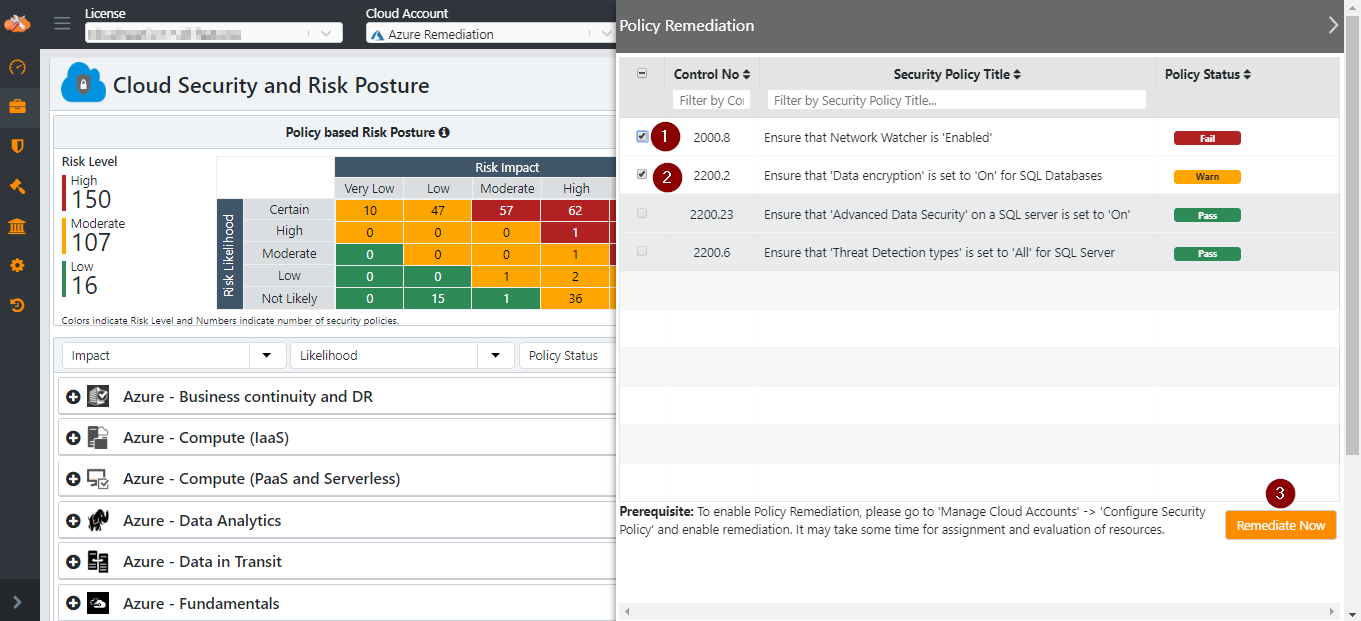 License
Cloud Account
Azure Remediation
Cloud Security and Risk Posture
Policy based Risk Posture
Risk Level
High
150
Moderate
107
Low
16
Risk Impact
Very Low Low Moderate High
Risk Likelihood
Certain 10 47 57 62
High 0 0 0 1
Moderate 0 0 0 1
Low 0 0 1 2
Not Likely 0 15 1 36
Colors indicate Risk Level and Numbers indicate number of security policies.
Impact Likelihood Policy Status
Azure - Business continuity and DR
Azure - Compute (IaaS)
Azure - Compute (PaaS and Serverless)
Azure - Data Analytics
Azure - Data in Transit
Azure - Fundamentals
Policy Remediation
Control No Security Policy Title Policy Status
Filter by Co Filter by Security Policy Title...
1 2000.8 Ensure that Network Watcher is 'Enabled' Fail
2 2200.2 Ensure that 'Data encryption' is set to 'On' for SQL Databases Warn
2200.23 Ensure that 'Advanced Data Security' on a SQL server is set to 'On' Pass
2200.6 Ensure that 'Threat Detection types' is set to 'All' for SQL Server Pass
3
Prerequisite: To enable Policy Remediation, please go to 'Manage Cloud Accounts' -> 'Configure Security
Policy' and enable remediation. It may take some time for assignment and evaluation of resources.
Remediate Now